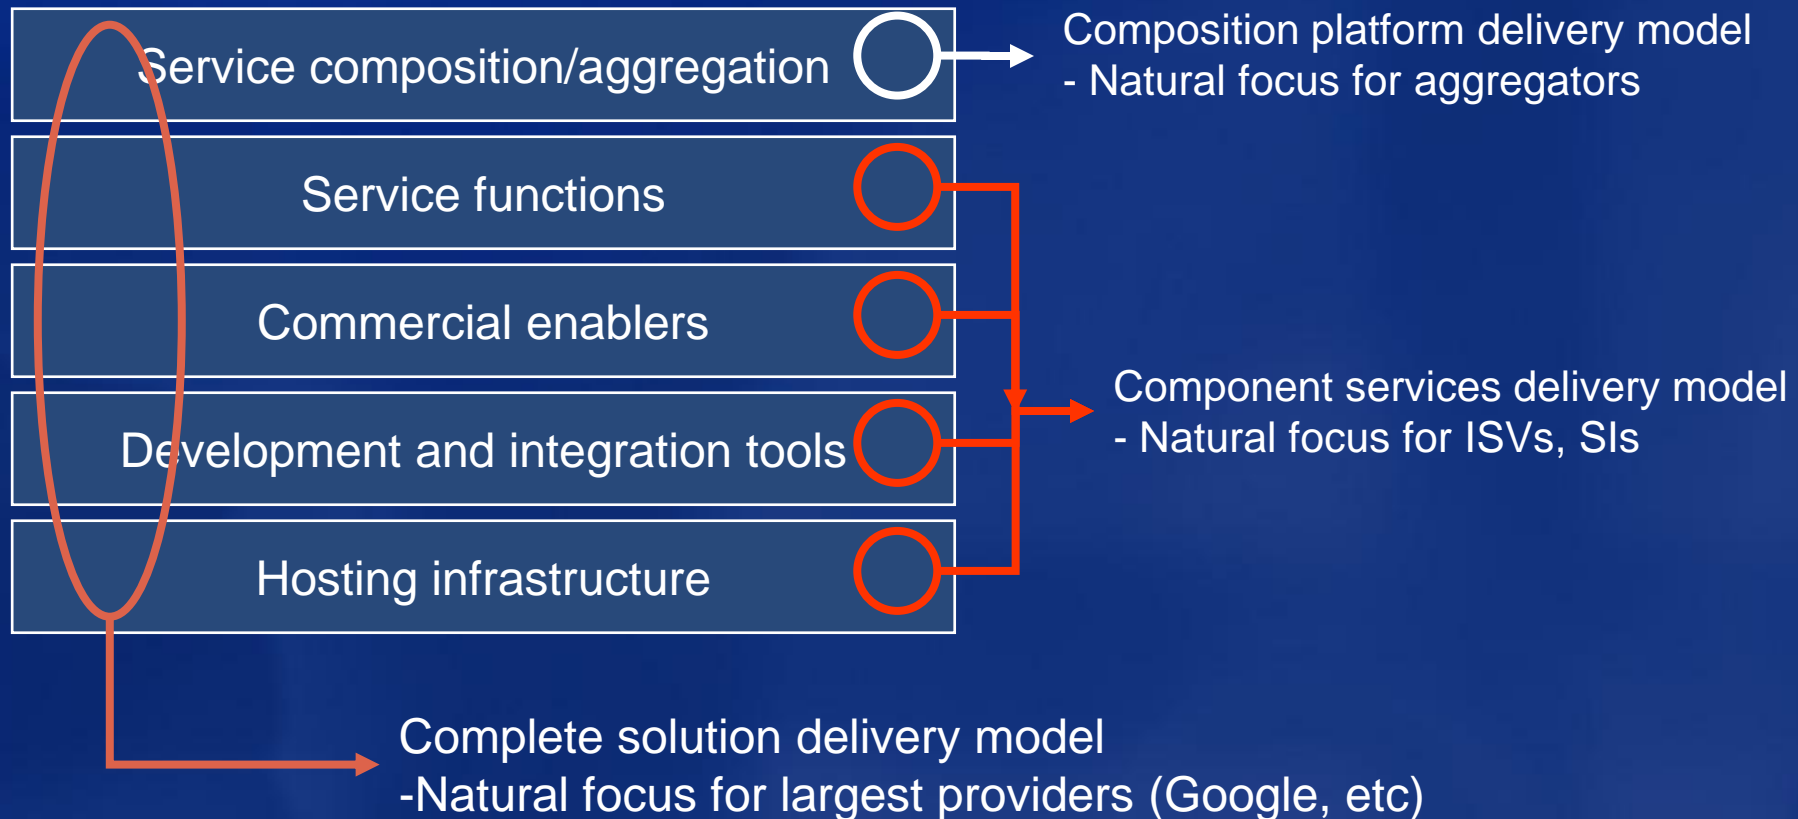 Service composition/aggregation
Composition platform delivery model
- Natural focus for aggregators
Service functions
Commercial enablers
Component services delivery model
- Natural focus for ISVs, SIs
Development and integration tools
Hosting infrastructure
Complete solution delivery model
-Natural focus for largest providers (Google, etc)